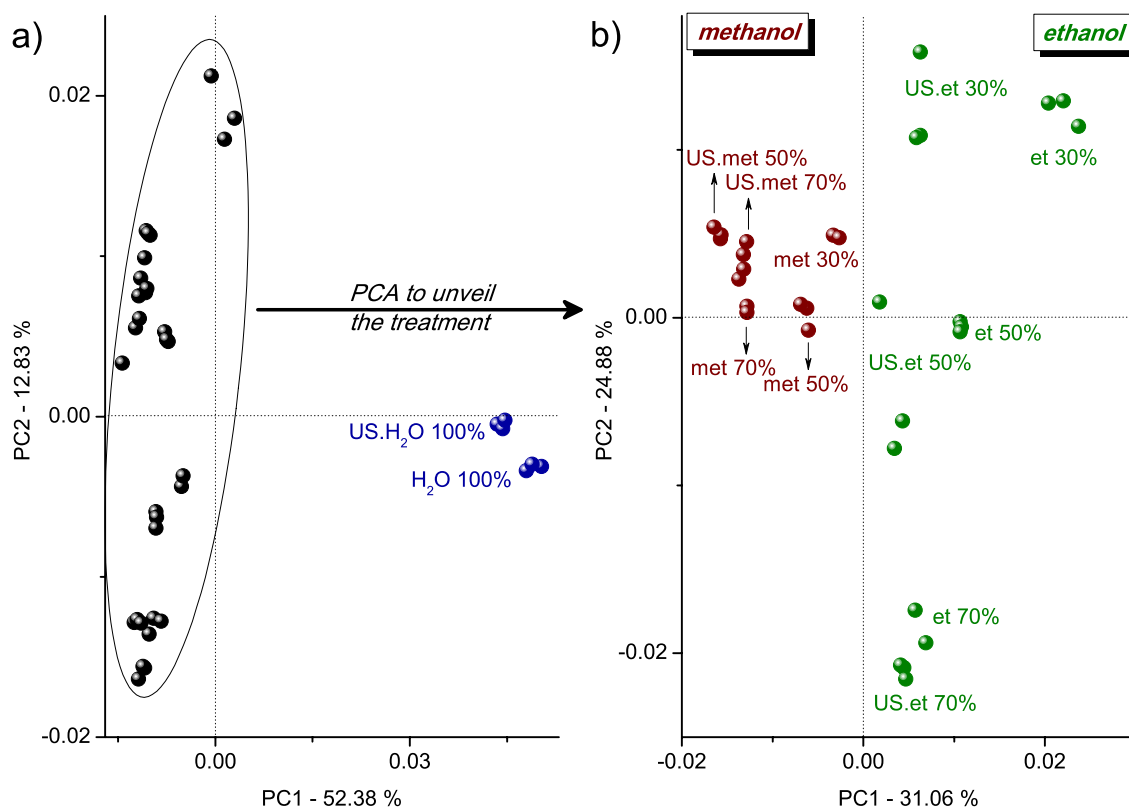 a)
0.02
0.00
-0.02
PC2 - 12.83 %
US.H₂O 100%
H₂O 100%
0.00
0.03
PC1 - 52.38 %
PCA to unveil
the treatment
b)
methanol
ethanol
US.et 30%
et 30%
US.met 50%
US.met 70%
met 30%
0.00
et 50%
US.et 50%
met 70%
met 50%
PC2 - 24.88 %
et 70%
-0.02
US.et 70%
-0.02
0.00
0.02
PC1 - 31.06 %